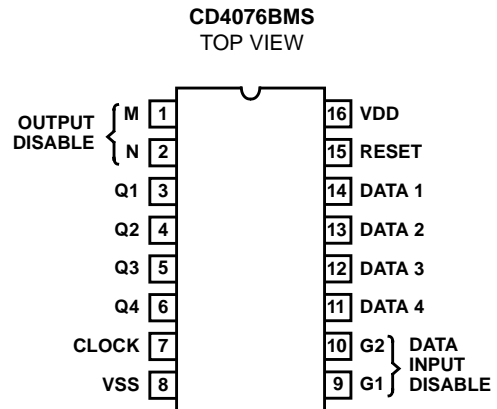 CD4076BMS
TOP VIEW
M 1 16 VDD
OUTPUT
DISABLE
N 2 15 RESET
Q1 3 14 DATA 1
Q2 4 13 DATA 2
Q3 5 12 DATA 3
Q4 6 11 DATA 4
CLOCK 7 10 G2
DATA
INPUT
DISABLE
VSS 8 9 G1